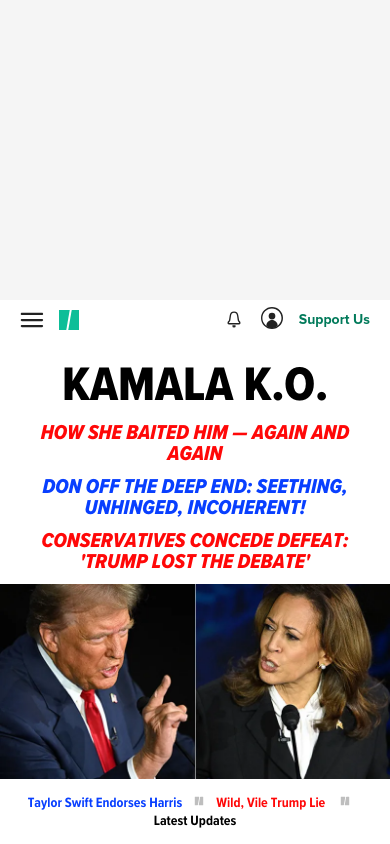 Support Us
KAMALA K.O.
HOW SHE BAITED HIM — AGAIN AND
AGAIN
DON OFF THE DEEP END: SEETHING,
UNHINGED, INCOHERENT!
CONSERVATIVES CONCEDE DEFEAT:
'TRUMP LOST THE DEBATE'
Taylor Swift Endorses Harris Wild, Vile Trump Lie
Latest Updates